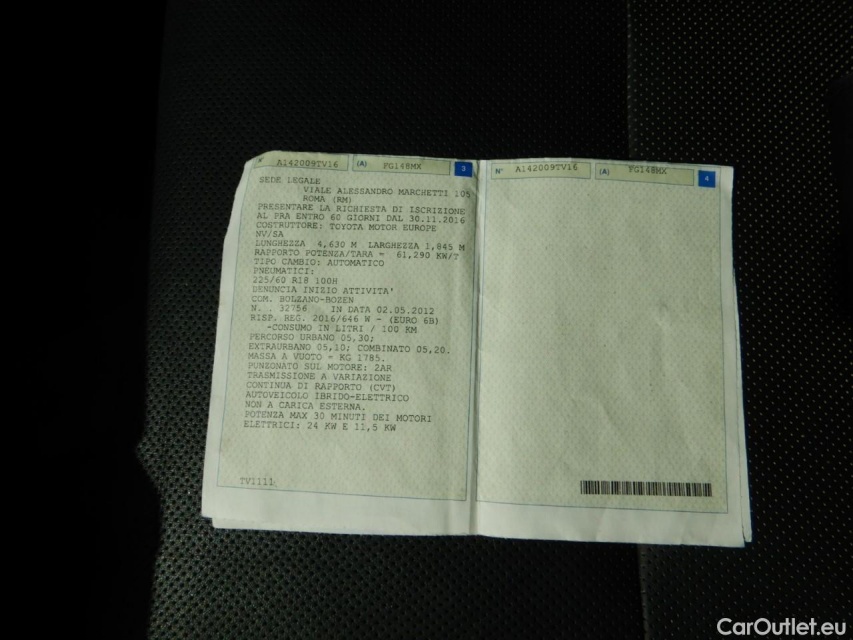 N° A142009TV16 (A) FG148MX 3
SEDE LEGALE
VIALE ALESSANDRO MARCHETTI 105
ROMA (RM)
PRESENTARE LA RICHIESTA DI ISCRIZIONE
AL PRA ENTRO 60 GIORNI DAL 30.11.2016
COSTRUTTORE: TOYOTA MOTOR EUROPE
NV/SA
LUNGHEZZA 4,630 M LARGHEZZA 1,845 M
RAPPORTO POTENZA/TARA = 61,290 KW/T
TIPO CAMBIO: AUTOMATICO
PNEUMATICI:
225/60 R18 100H
DENUNCIA INIZIO ATTIVITA'
COM. BOLZANO-BOZEN
N. . 32756 IN DATA 02.05.2012
RISP. REG. 2016/646 W - (EURO 6B)
-CONSUMO IN LITRI / 100 KM
PERCORSO URBANO 05,30;
EXTRAURBANO 05,10; COMBINATO 05,20.
MASSA A VUOTO = KG 1785.
PUNZONATO SUL MOTORE: 2AR
TRASMISSIONE A VARIAZIONE
CONTINUA DI RAPPORTO (CVT)
AUTOVEICOLO IBRIDO-ELETTRICO
NON A CARICA ESTERNA.
POTENZA MAX 30 MINUTI DEI MOTORI
ELETTRICI: 24 KW E 11,5 KW
TV1111
N° A142009TV16 (A) FG148MX 4
CarOutlet.eu